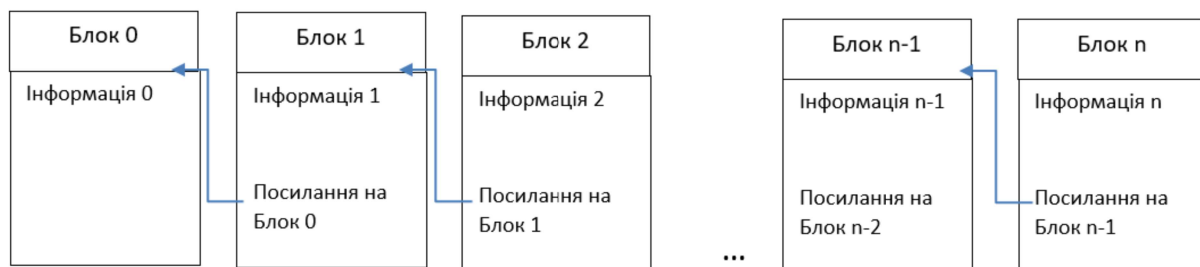 Блок 0
Інформація 0
Блок 1
Інформація 1
Посилання на
Блок 0
Блок 2
Інформація 2
Посилання на
Блок 1
...
Блок n-1
Інформація n-1
Посилання на
Блок n-2
Блок n
Інформація n
Посилання на
Блок n-1